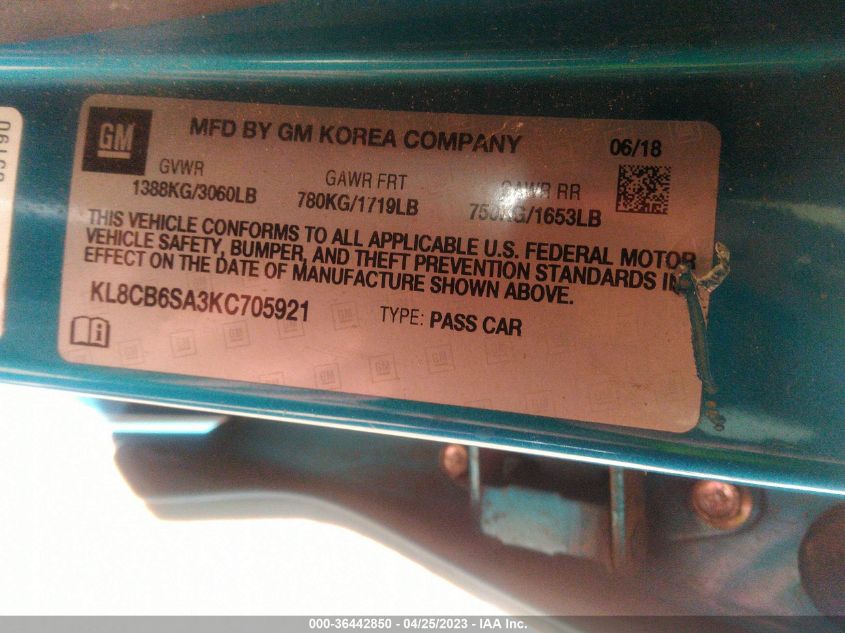 GM
MFD BY GM KOREA COMPANY
06/18
GVWR
GAWR FRT
GAWR RR
1388KG/3060LB
780KG/1719LB
750KG/1653LB
THIS VEHICLE CONFORMS TO ALL APPLICABLE U.S. FEDERAL MOTOR
VEHICLE SAFETY, BUMPER, AND THEFT PREVENTION STANDARDS IN
EFFECT ON THE DATE OF MANUFACTURE SHOWN ABOVE.
KL8CB6SA3KC705921
TYPE: PASS CAR
000-36442850 - 04/25/2023 - IAA Inc.